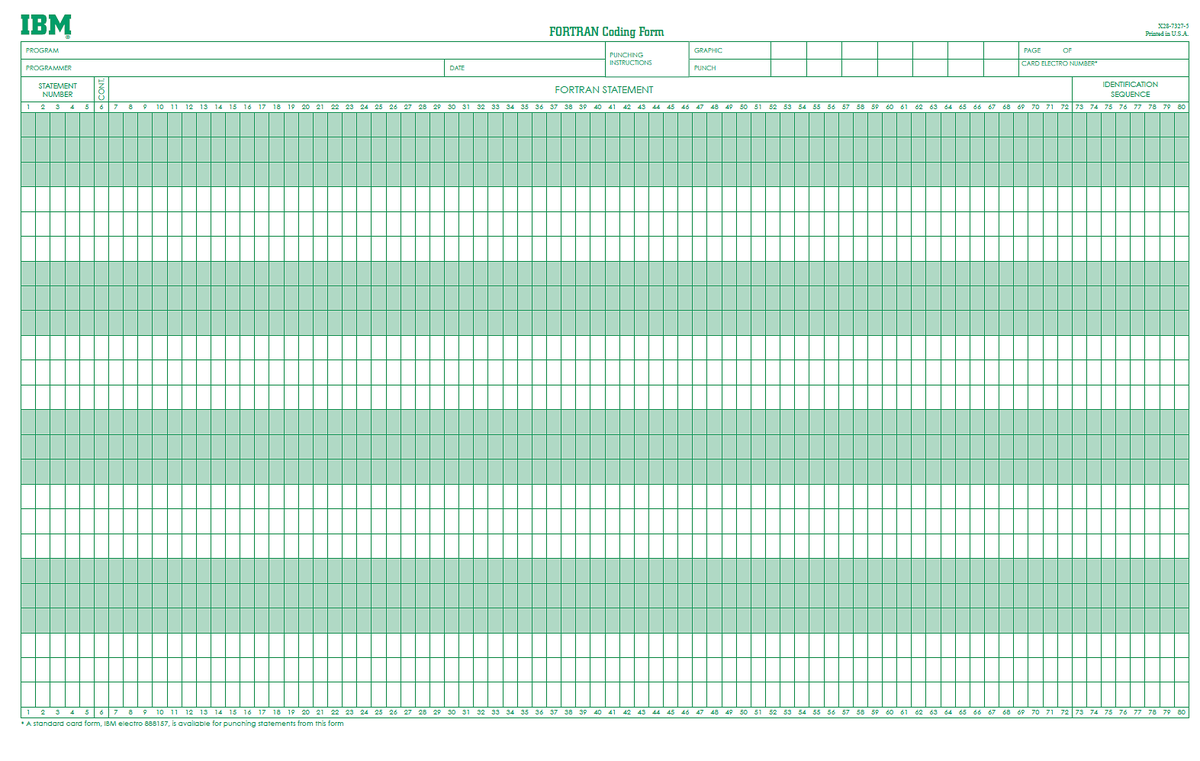 IBM®
FORTRAN Coding Form
X28-7327-5
Printed in U.S.A.
PROGRAM
PROGRAMMER
DATE
PUNCHING
INSTRUCTIONS
GRAPHIC
PUNCH
PAGE OF
CARD ELECTRO NUMBER*
STATEMENT
NUMBER
CONT.
FORTRAN STATEMENT
IDENTIFICATION
SEQUENCE
1 2 3 4 5 6 7 8 9 10 11 12 13 14 15 16 17 18 19 20 21 22 23 24 25 26 27 28 29 30 31 32 33 34 35 36 37 38 39 40 41 42 43 44 45 46 47 48 49 50 51 52 53 54 55 56 57 58 59 60 61 62 63 64 65 66 67 68 69 70 71 72 73 74 75 76 77 78 79 80
1 2 3 4 5 6 7 8 9 10 11 12 13 14 15 16 17 18 19 20 21 22 23 24 25 26 27 28 29 30 31 32 33 34 35 36 37 38 39 40 41 42 43 44 45 46 47 48 49 50 51 52 53 54 55 56 57 58 59 60 61 62 63 64 65 66 67 68 69 70 71 72 73 74 75 76 77 78 79 80
* A standard card form, IBM electro 888157, is available for punching statements from this form